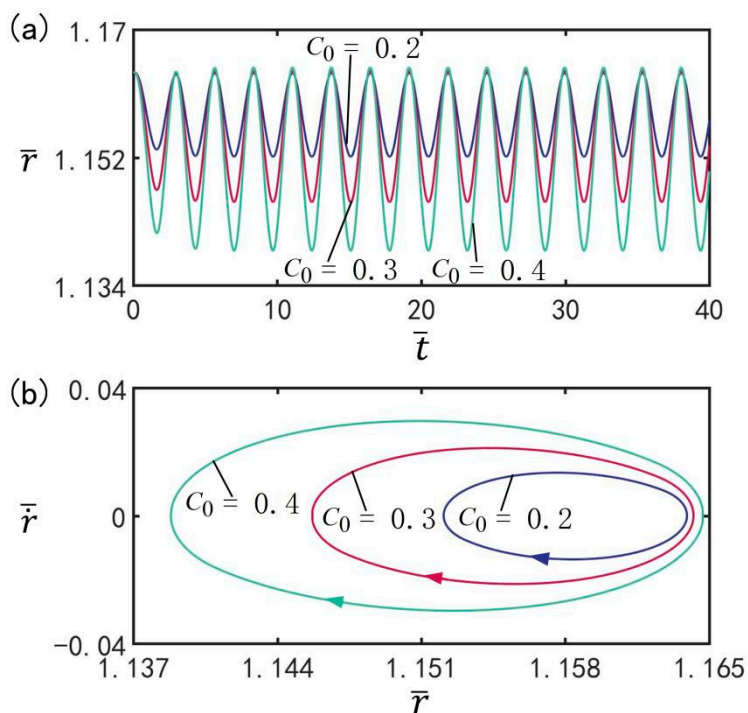 (a)
1.17
C₀ = 0.2
r̄
1.152
C₀ = 0.3
C₀ = 0.4
1.134
0
10
20
30
40
t̄
(b)
0.04
ṙ̄
0
C₀ = 0.4
C₀ = 0.3
C₀ = 0.2
-0.04
1.137
1.144
1.151
1.158
1.165
r̄